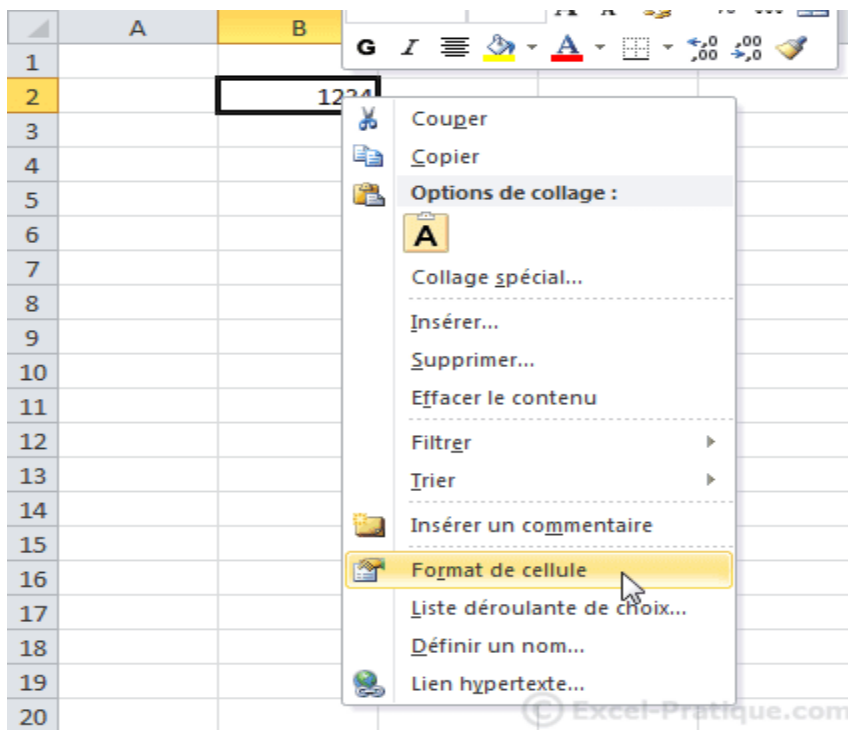 A B
G I A ,00 ,00
1
2 1234
3 Couper
4 Copier
5 Options de collage :
6 A
7 Collage spécial...
8 Insérer...
9 Supprimer...
10
11 Effacer le contenu
12 Filtrer
13 Trier
14 Insérer un commentaire
15
16 Format de cellule
17 Liste déroulante de choix...
18 Définir un nom...
19 Lien hypertexte...
20 © Excel-Pratique.com